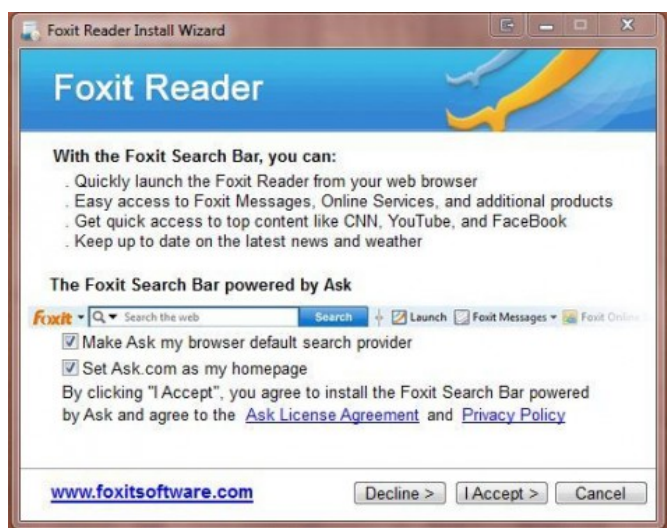 Foxit Reader Install Wizard
Foxit Reader
With the Foxit Search Bar, you can:
. Quickly launch the Foxit Reader from your web browser
. Easy access to Foxit Messages, Online Services, and additional products
. Get quick access to top content like CNN, YouTube, and FaceBook
. Keep up to date on the latest news and weather
The Foxit Search Bar powered by Ask
Foxit Search the web Search Launch Foxit Messages Foxit Online
Make Ask my browser default search provider
Set Ask.com as my homepage
By clicking "I Accept", you agree to install the Foxit Search Bar powered
by Ask and agree to the Ask License Agreement and Privacy Policy
www.foxitsoftware.com Decline > I Accept > Cancel